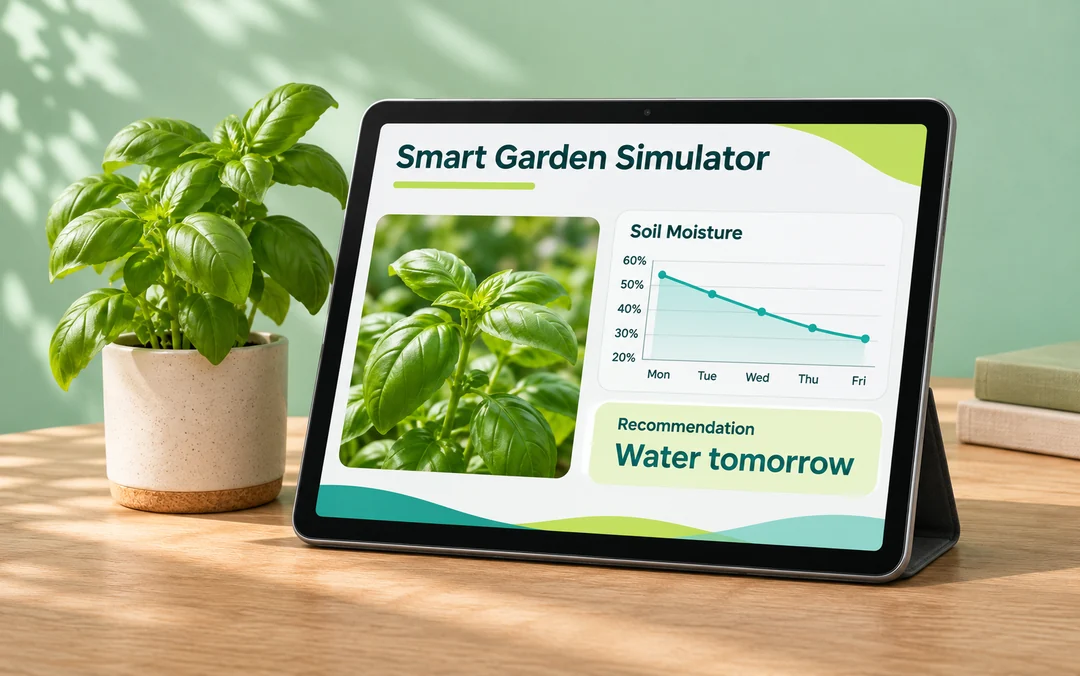 Smart Garden Simulator
Soil Moisture
60%
50%
40%
30%
20%
Mon Tue Wed Thu Fri
Recommendation
Water tomorrow